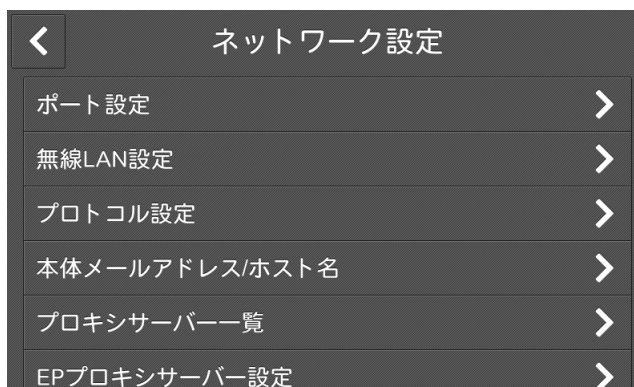 ネットワーク設定
ポート設定
無線LAN設定
プロトコル設定
本体メールアドレス/ホスト名
プロキシサーバー一覧
EPプロキシサーバー設定